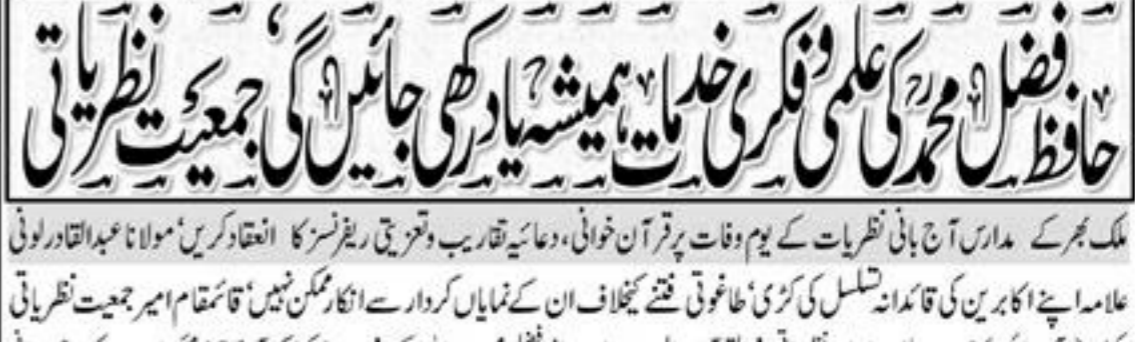 حافظ فضل محمدؒ کی علمی و فکری خدمات ہمیشہ یاد رکھی جائیں گی، جمعیت نظریاتی
ملک بھر کے مدارس آج بانی نظریات کے یوم وفات پر قرآن خوانی، دعائیہ تقاریب و تعزیتی ریفرنسز کا انعقاد کریں‘ مولانا عبدالقادر لونی
علامہ اپنے اکابرین کی قائدانہ تسلسل کی کڑی‘ طاغوتی فتنے کیخلاف ان کے نمایاں کردار سے انکار ممکن نہیں‘ قائمقام امیر جمعیت نظریاتی